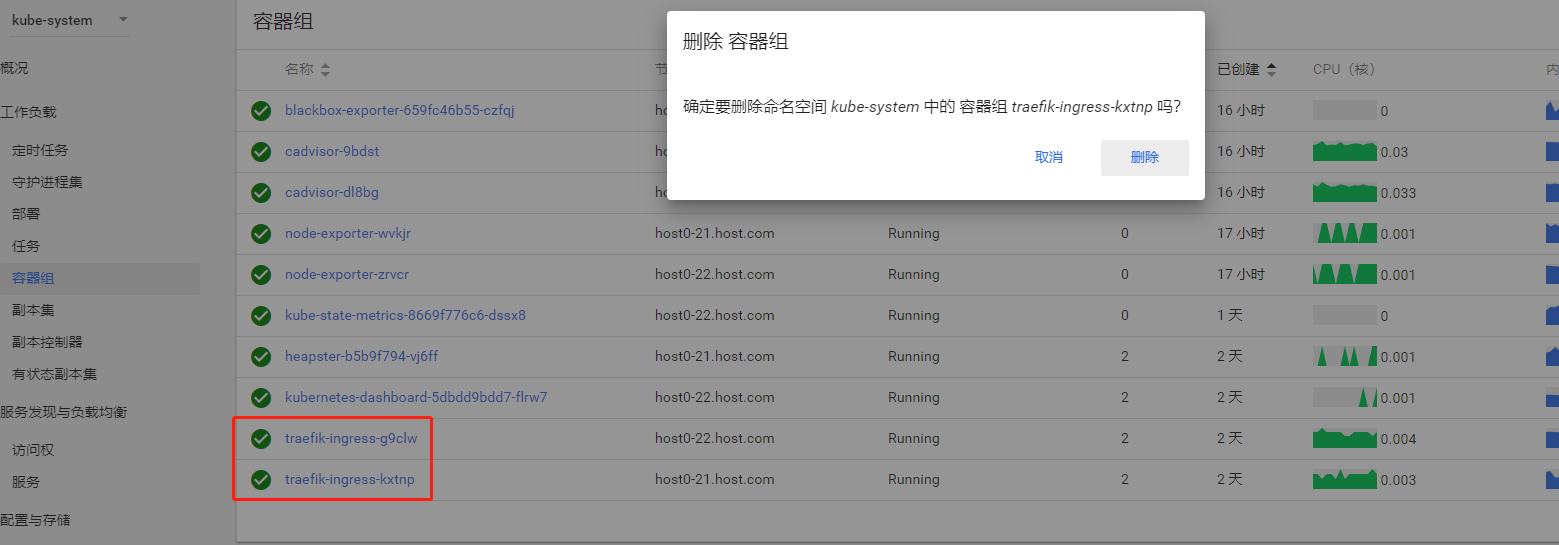 kube-system
概况
工作负载
定时任务
守护进程集
部署
任务
容器组
副本集
副本控制器
有状态副本集
服务发现与负载均衡
访问权
服务
配置与存储
容器组
名称 节 已创建 CPU（核） 内
blackbox-exporter-659fc46b55-czfqj ho 16 小时 0
cadvisor-9bdst ho 16 小时 0.03
cadvisor-dl8bg ho 16 小时 0.033
node-exporter-wvkjr host0-21.host.com Running 0 17 小时 0.001
node-exporter-zrvcr host0-22.host.com Running 0 17 小时 0.001
kube-state-metrics-8669f776c6-dssx8 host0-22.host.com Running 0 1 天 0
heapster-b5b9f794-vj6ff host0-21.host.com Running 2 2 天 0.001
kubernetes-dashboard-5dbdd9bdd7-flrw7 host0-22.host.com Running 2 2 天 0.001
traefik-ingress-g9clw host0-22.host.com Running 2 2 天 0.004
traefik-ingress-kxtnp host0-21.host.com Running 2 2 天 0.003
删除 容器组
确定要删除命名空间 kube-system 中的 容器组 traefik-ingress-kxtnp 吗?
取消 删除